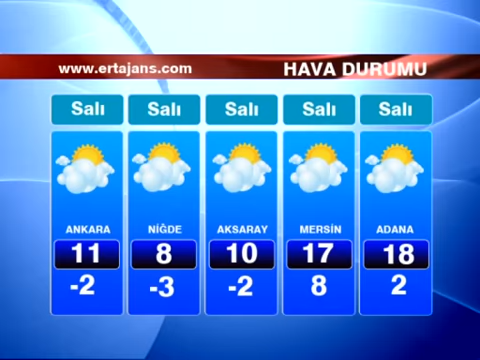 www.ertajans.com HAVA DURUMU
Salı Salı Salı Salı Salı
ANKARA NİĞDE AKSARAY MERSİN ADANA
11 8 10 17 18
-2 -3 -2 8 2